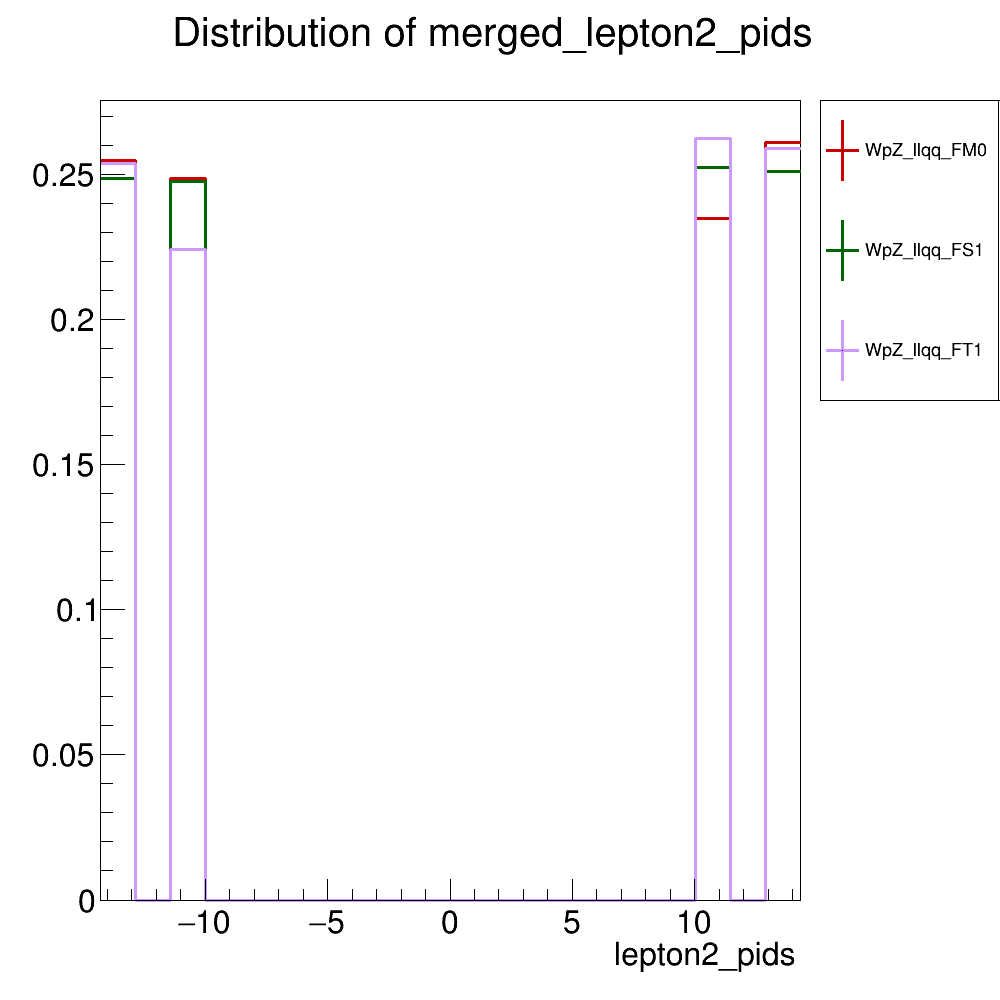 Distribution of merged_lepton2_pids
WpZ_llqq_FM0
WpZ_llqq_FS1
WpZ_llqq_FT1
0.25
0.2
0.15
0.1
0.05
0
−10 −5 0 5 10
lepton2_pids